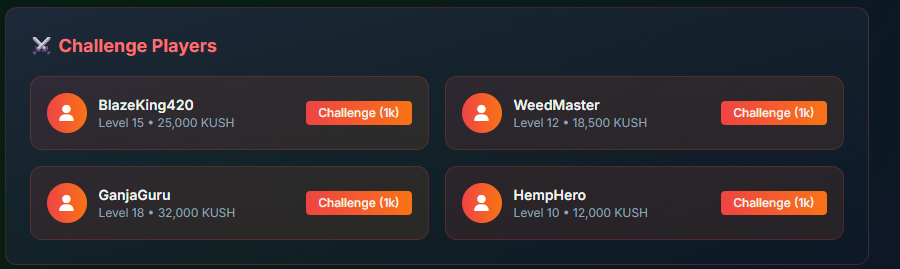 ⚔️ Challenge Players
BlazeKing420
Level 15 • 25,000 KUSH
Challenge (1k)
WeedMaster
Level 12 • 18,500 KUSH
Challenge (1k)
GanjaGuru
Level 18 • 32,000 KUSH
Challenge (1k)
HempHero
Level 10 • 12,000 KUSH
Challenge (1k)